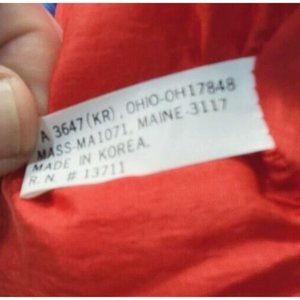 A 3647(KR), OHIO-OH17848
MASS-MA1071, MAINE-3117
MADE IN KOREA.
R.N. # 13711